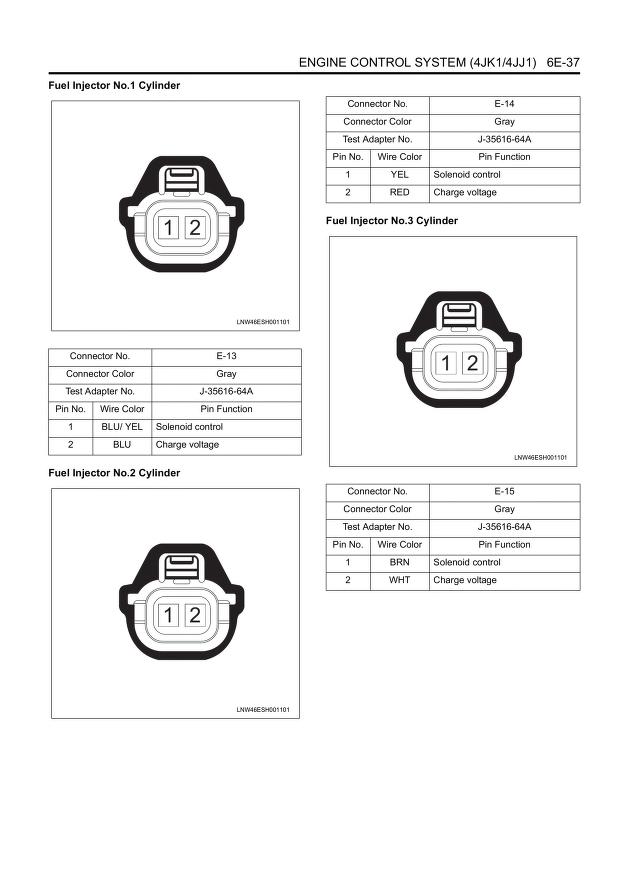 ENGINE CONTROL SYSTEM (4JK1/4JJ1) 6E-37
Fuel Injector No.1 Cylinder
1 2
LNW46ESH001101
Connector No. E-13
Connector Color Gray
Test Adapter No. J-35616-64A
Pin No. Wire Color Pin Function
1 BLU/ YEL Solenoid control
2 BLU Charge voltage
Fuel Injector No.2 Cylinder
1 2
LNW46ESH001101
Connector No. E-14
Connector Color Gray
Test Adapter No. J-35616-64A
Pin No. Wire Color Pin Function
1 YEL Solenoid control
2 RED Charge voltage
Fuel Injector No.3 Cylinder
1 2
LNW46ESH001101
Connector No. E-15
Connector Color Gray
Test Adapter No. J-35616-64A
Pin No. Wire Color Pin Function
1 BRN Solenoid control
2 WHT Charge voltage